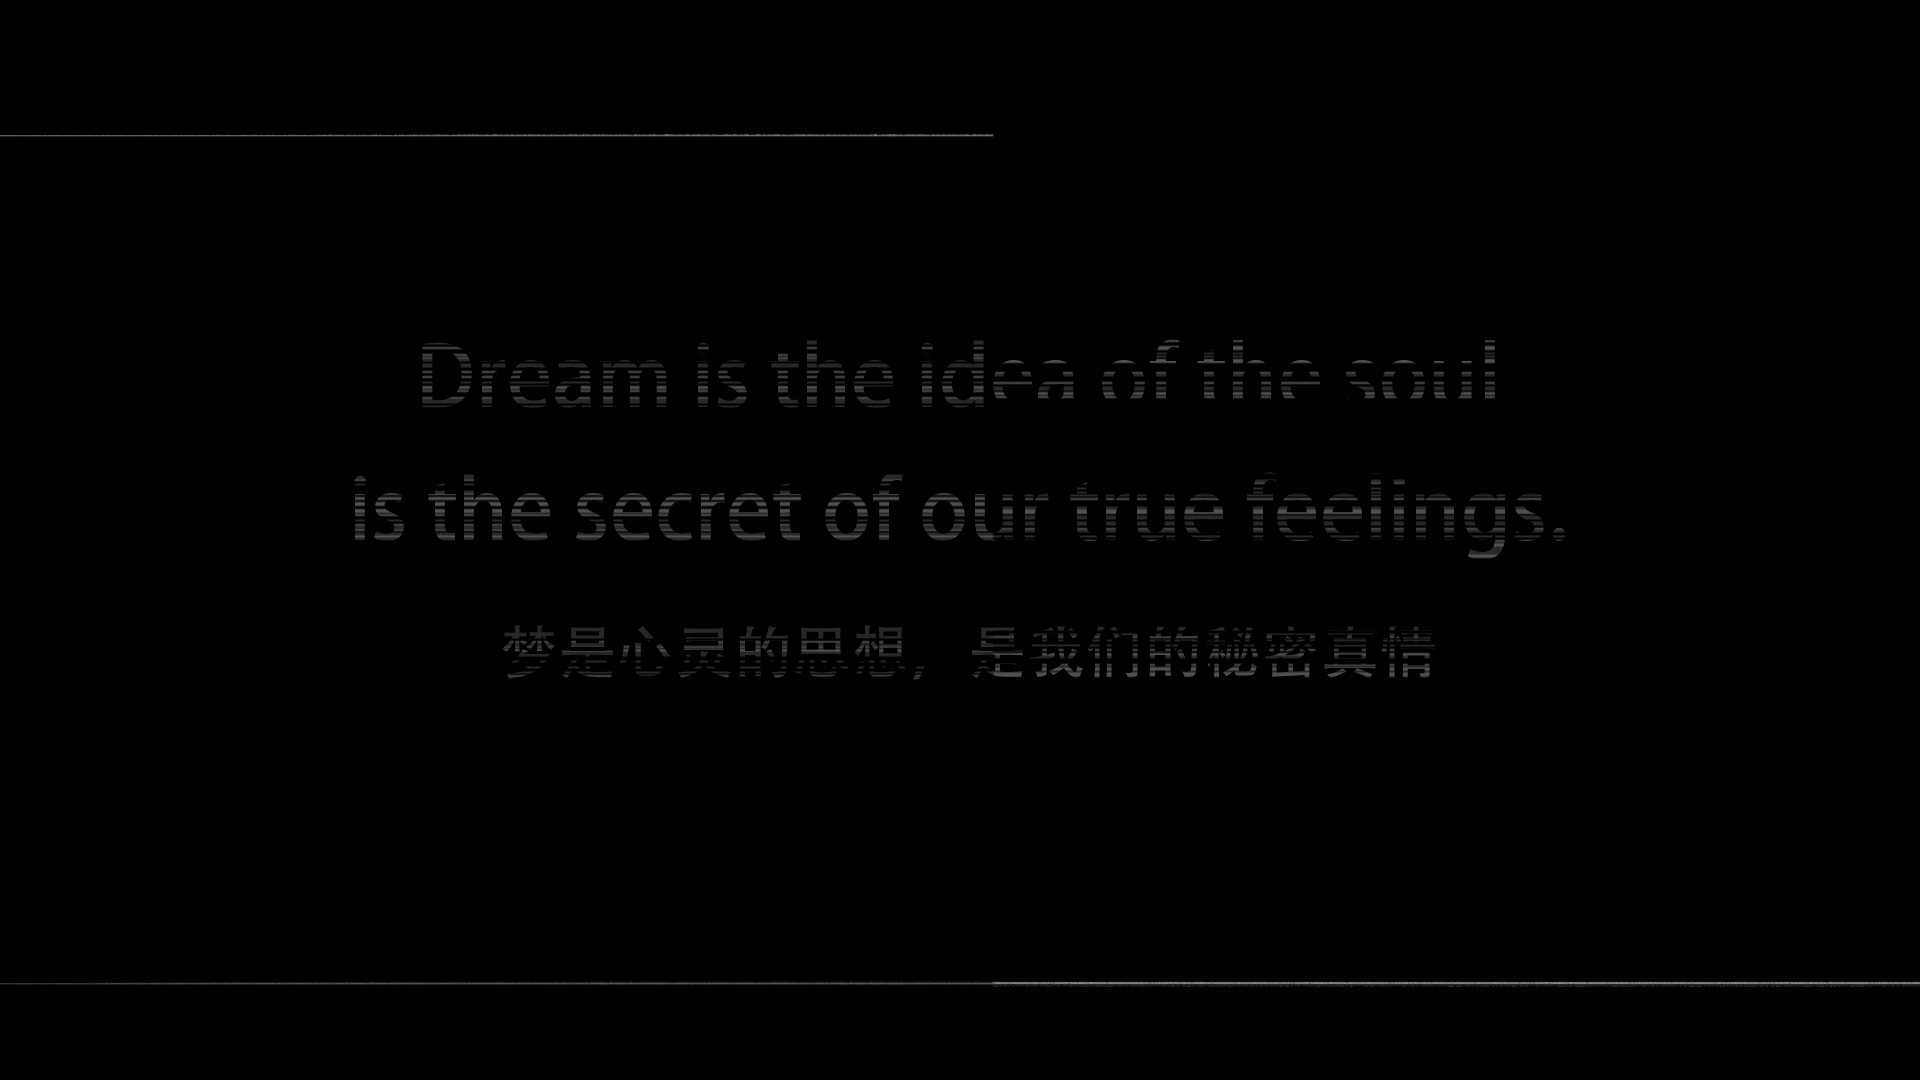 Dream is the idea of the soul
is the secret of our true feelings.
梦是心灵的思想，是我们的秘密真情